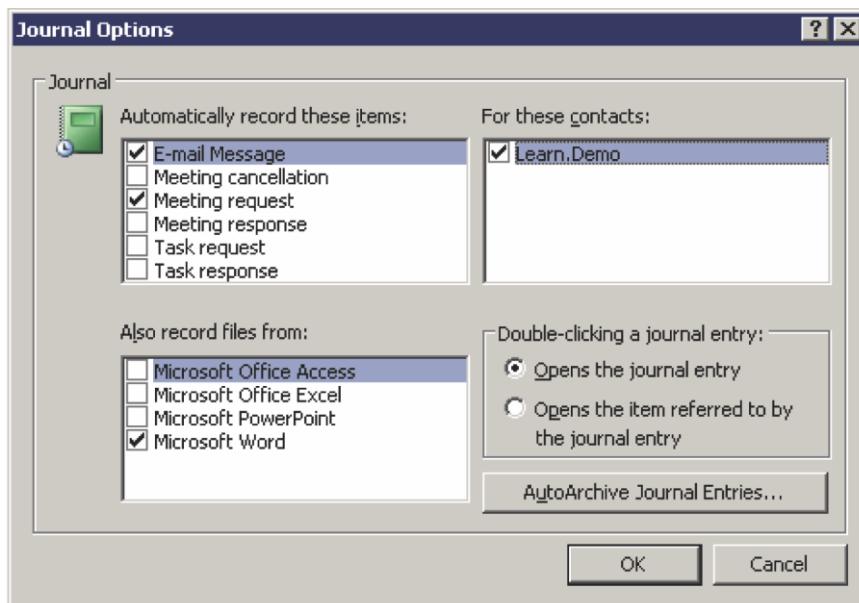 Journal Options
Journal
Automatically record these items:
E-mail Message
Meeting cancellation
Meeting request
Meeting response
Task request
Task response
For these contacts:
Learn.Demo
Also record files from:
Microsoft Office Access
Microsoft Office Excel
Microsoft PowerPoint
Microsoft Word
Double-clicking a journal entry:
Opens the journal entry
Opens the item referred to by
the journal entry
AutoArchive Journal Entries...
OK
Cancel